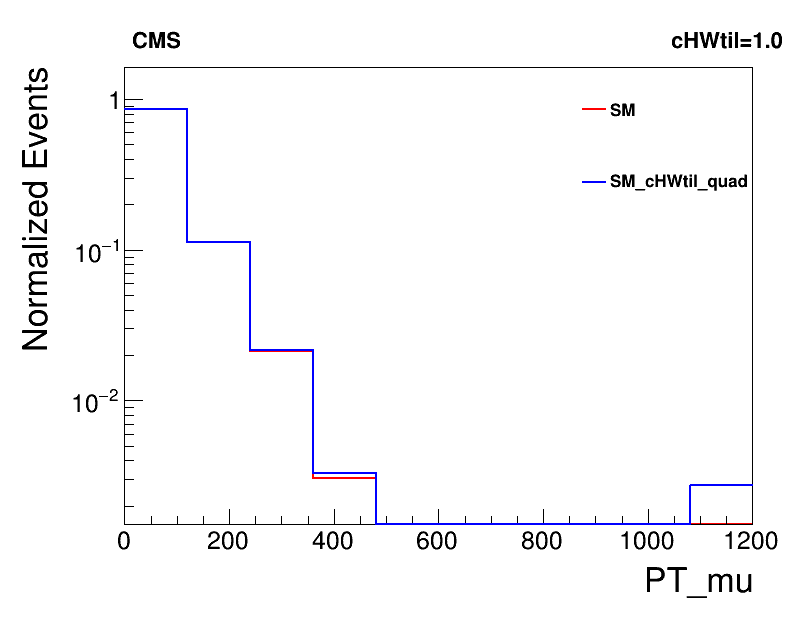 CMS
cHWtil=1.0
Normalized Events
1
10⁻¹
10⁻²
SM
SM_cHWtil_quad
0 200 400 600 800 1000 1200
PT_mu